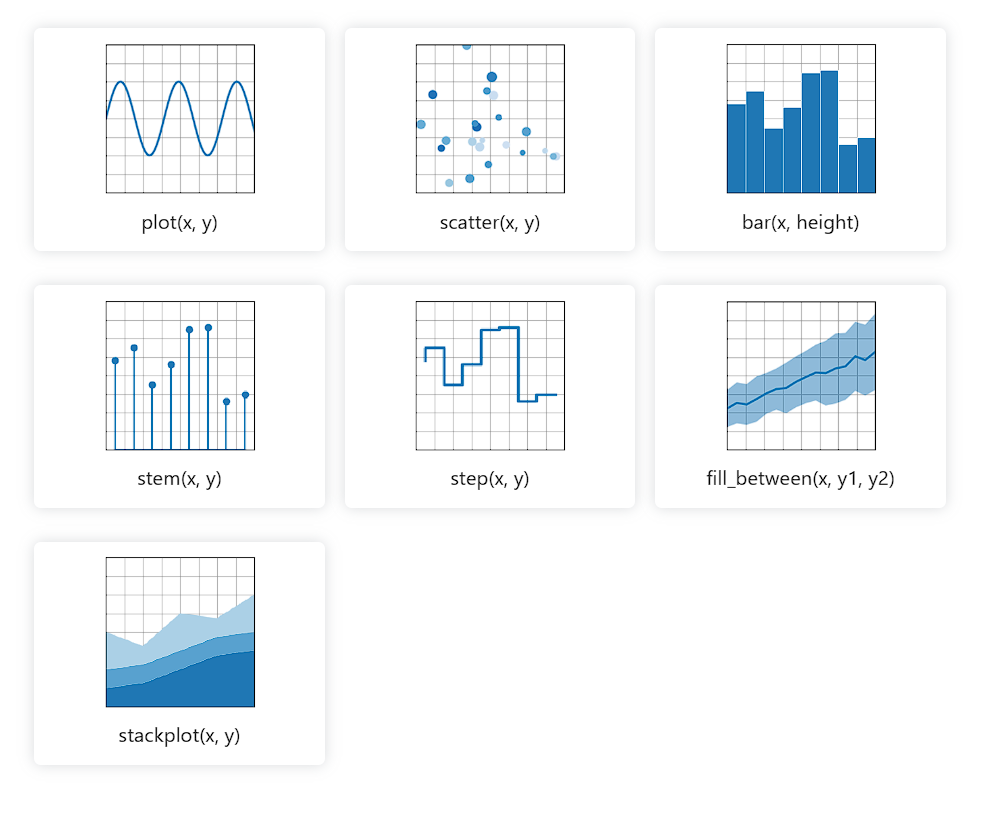 plot(x, y)
scatter(x, y)
bar(x, height)
stem(x, y)
step(x, y)
fill_between(x, y1, y2)
stackplot(x, y)